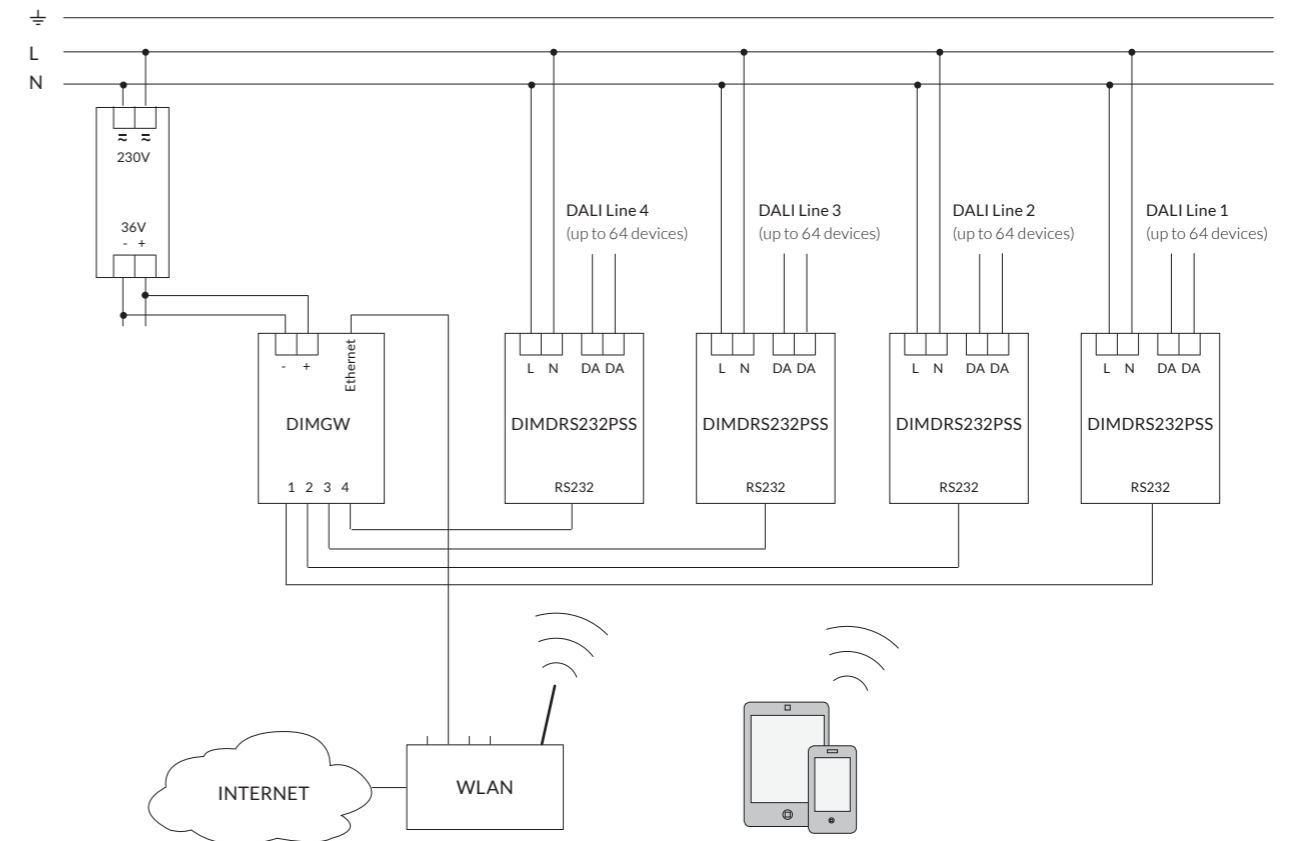 L
N
≂ ≂
230V
36V
- +
DALI Line 4
(up to 64 devices)
DALI Line 3
(up to 64 devices)
DALI Line 2
(up to 64 devices)
DALI Line 1
(up to 64 devices)
- +
Ethernet
DIMGW
1 2 3 4
L N DA DA
DIMDRS232PSS
RS232
L N DA DA
DIMDRS232PSS
RS232
L N DA DA
DIMDRS232PSS
RS232
L N DA DA
DIMDRS232PSS
RS232
INTERNET
WLAN